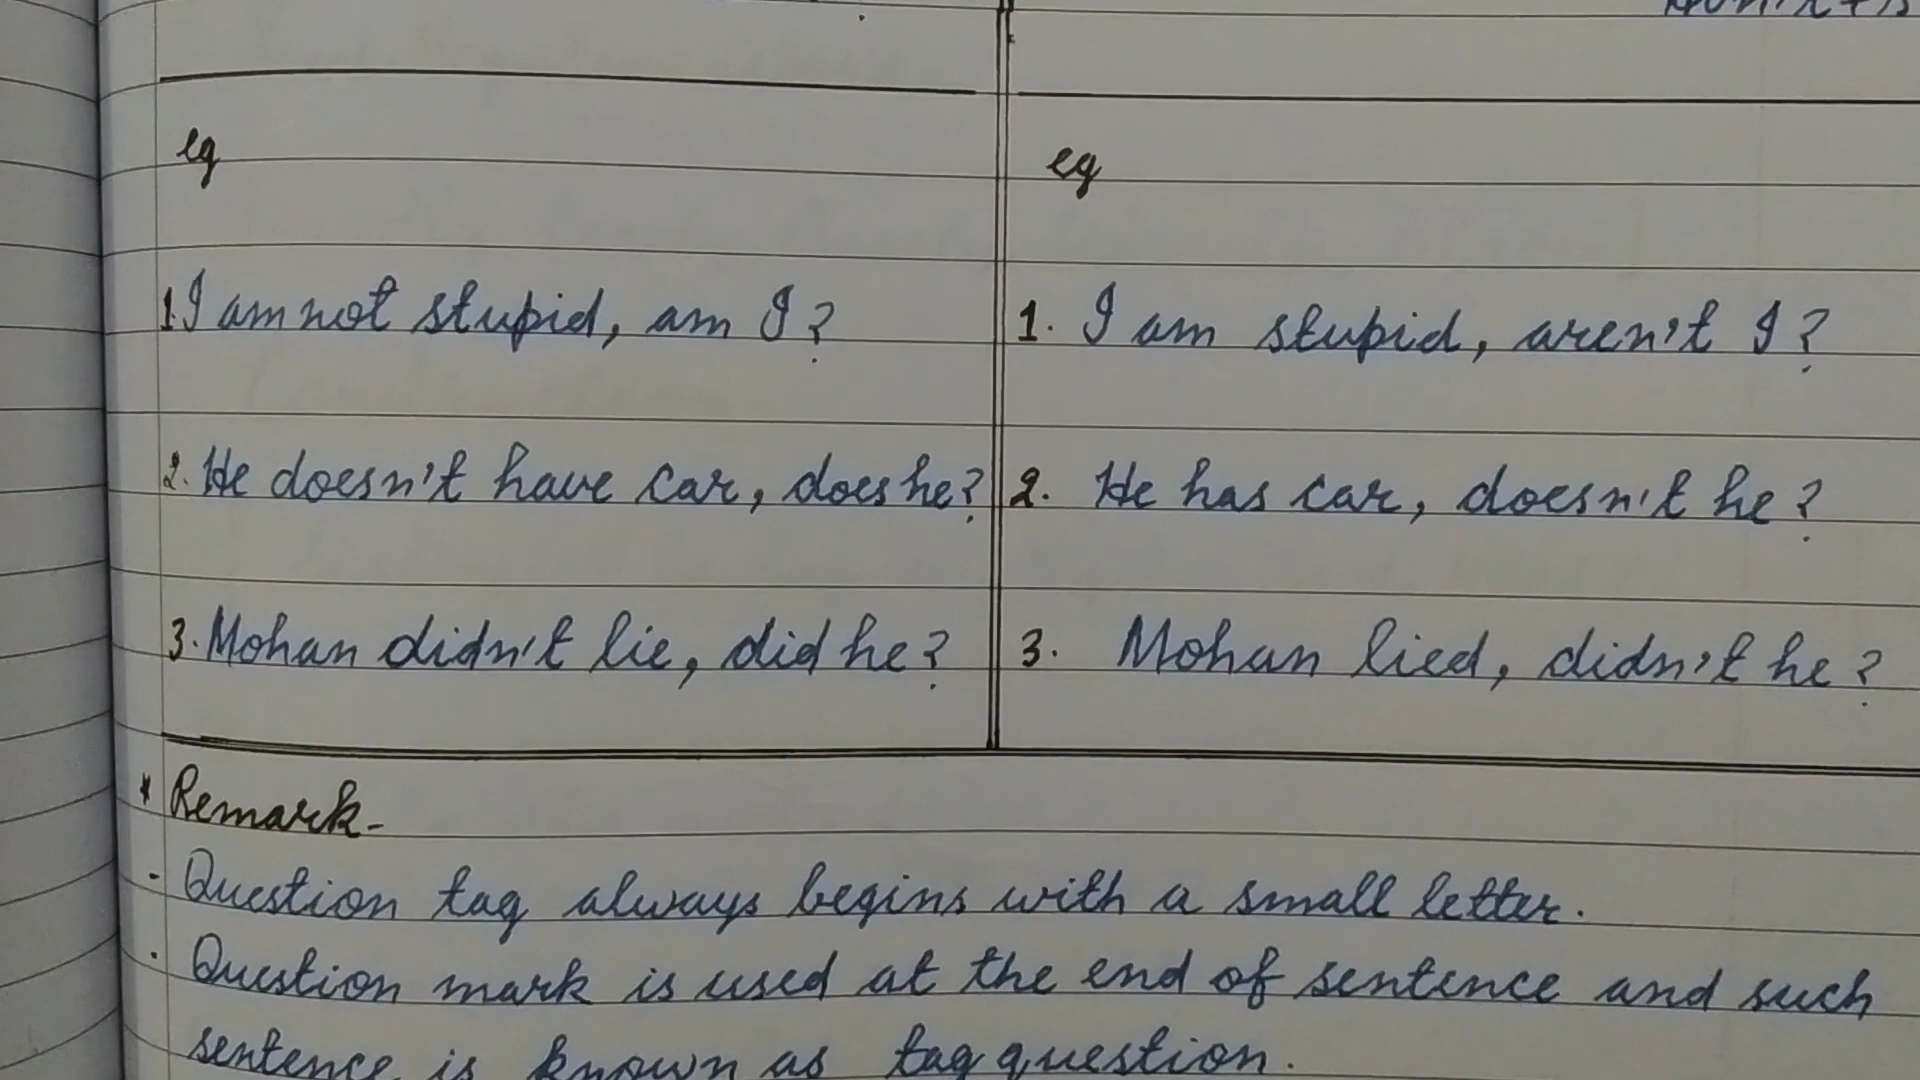 eg
1. I am not stupid, am I?
2. He doesn't have car, does he?
3. Mohan didn't lie, did he?
eg
1. I am stupid, aren't I?
2. He has car, doesn't he?
3. Mohan lied, didn't he?
* Remark-
- Question tag always begins with a small letter.
· Question mark is used at the end of sentence and such
sentence is known as tag question.